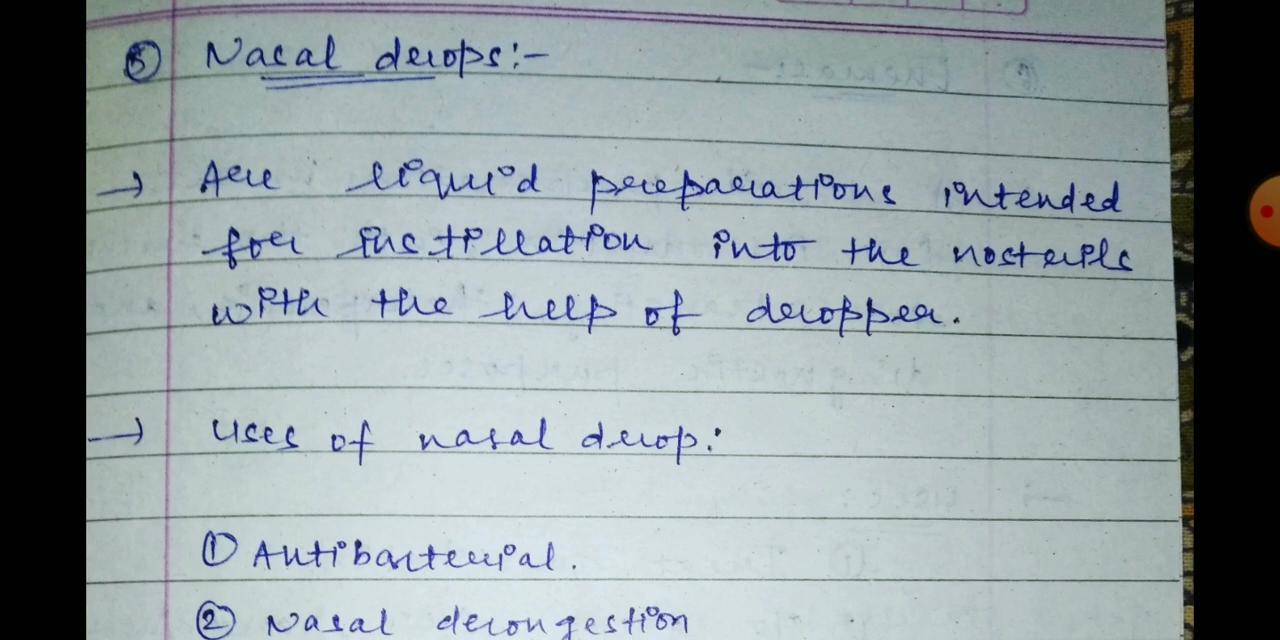 ⑤ Nasal drops:-
→ Are liquid preparations intended
for instillation into the nostrils
with the help of dropper.
→ Uses of nasal drop:
① Antibacterial.
② Nasal decongestion